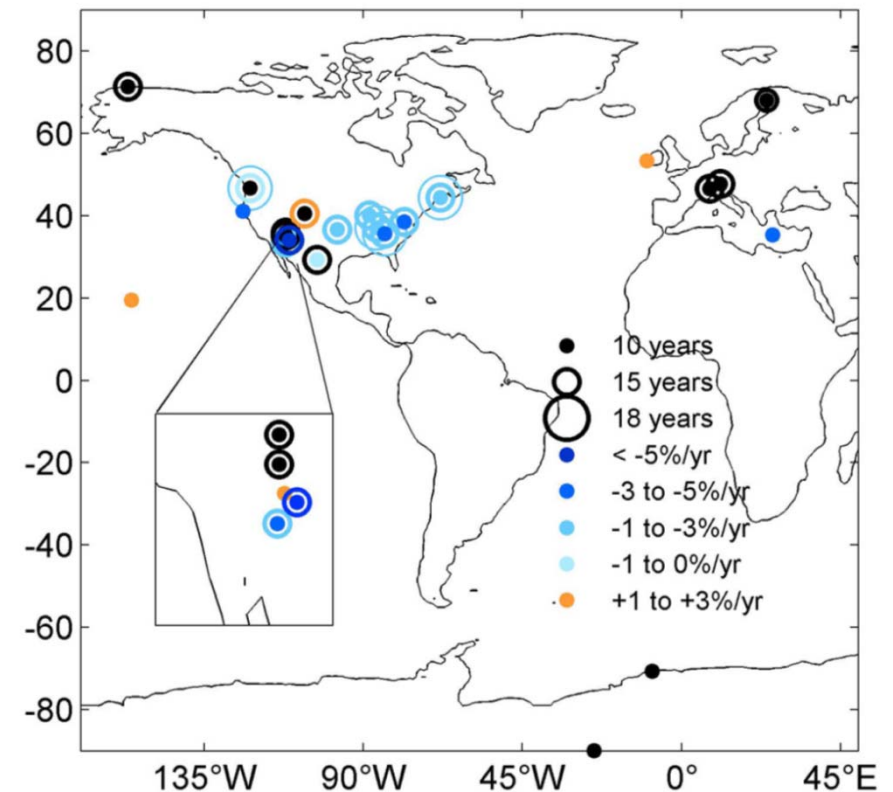 80
60
40
20
0
-20
-40
-60
-80
10 years
15 years
18 years
< -5%/yr
-3 to -5%/yr
-1 to -3%/yr
-1 to 0%/yr
+1 to +3%/yr
135°W 90°W 45°W 0° 45°E